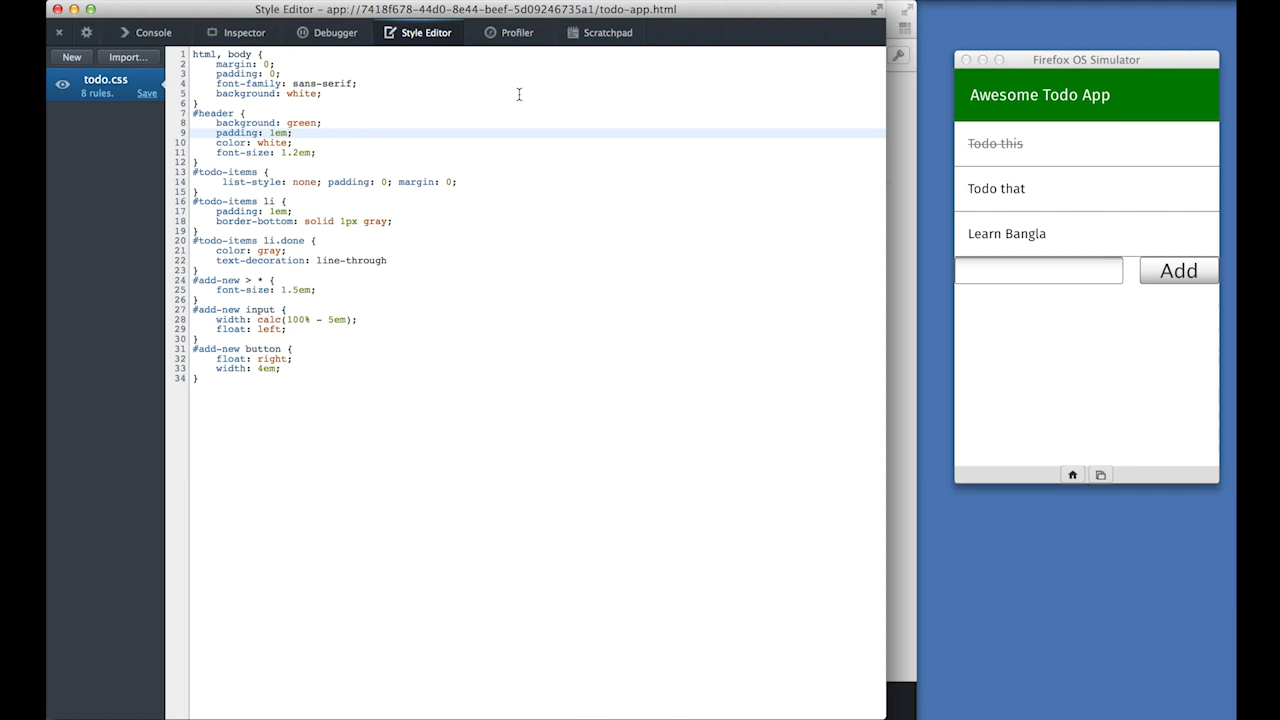 Style Editor – app://7418f678-44d0-8e44-beef-5d09246735a1/todo-app.html
Console Inspector Debugger Style Editor Profiler Scratchpad
New Import...
todo.css
8 rules. Save
1 html, body {
2 margin: 0;
3 padding: 0;
4 font-family: sans-serif;
5 background: white;
6 }
7 #header {
8 background: green;
9 padding: 1em;
10 color: white;
11 font-size: 1.2em;
12 }
13 #todo-items {
14 list-style: none; padding: 0; margin: 0;
15 }
16 #todo-items li {
17 padding: 1em;
18 border-bottom: solid 1px gray;
19 }
20 #todo-items li.done {
21 color: gray;
22 text-decoration: line-through
23 }
24 #add-new > * {
25 font-size: 1.5em;
26 }
27 #add-new input {
28 width: calc(100% - 5em);
29 float: left;
30 }
31 #add-new button {
32 float: right;
33 width: 4em;
34 }
Firefox OS Simulator
Awesome Todo App
Todo this
Todo that
Learn Bangla
Add